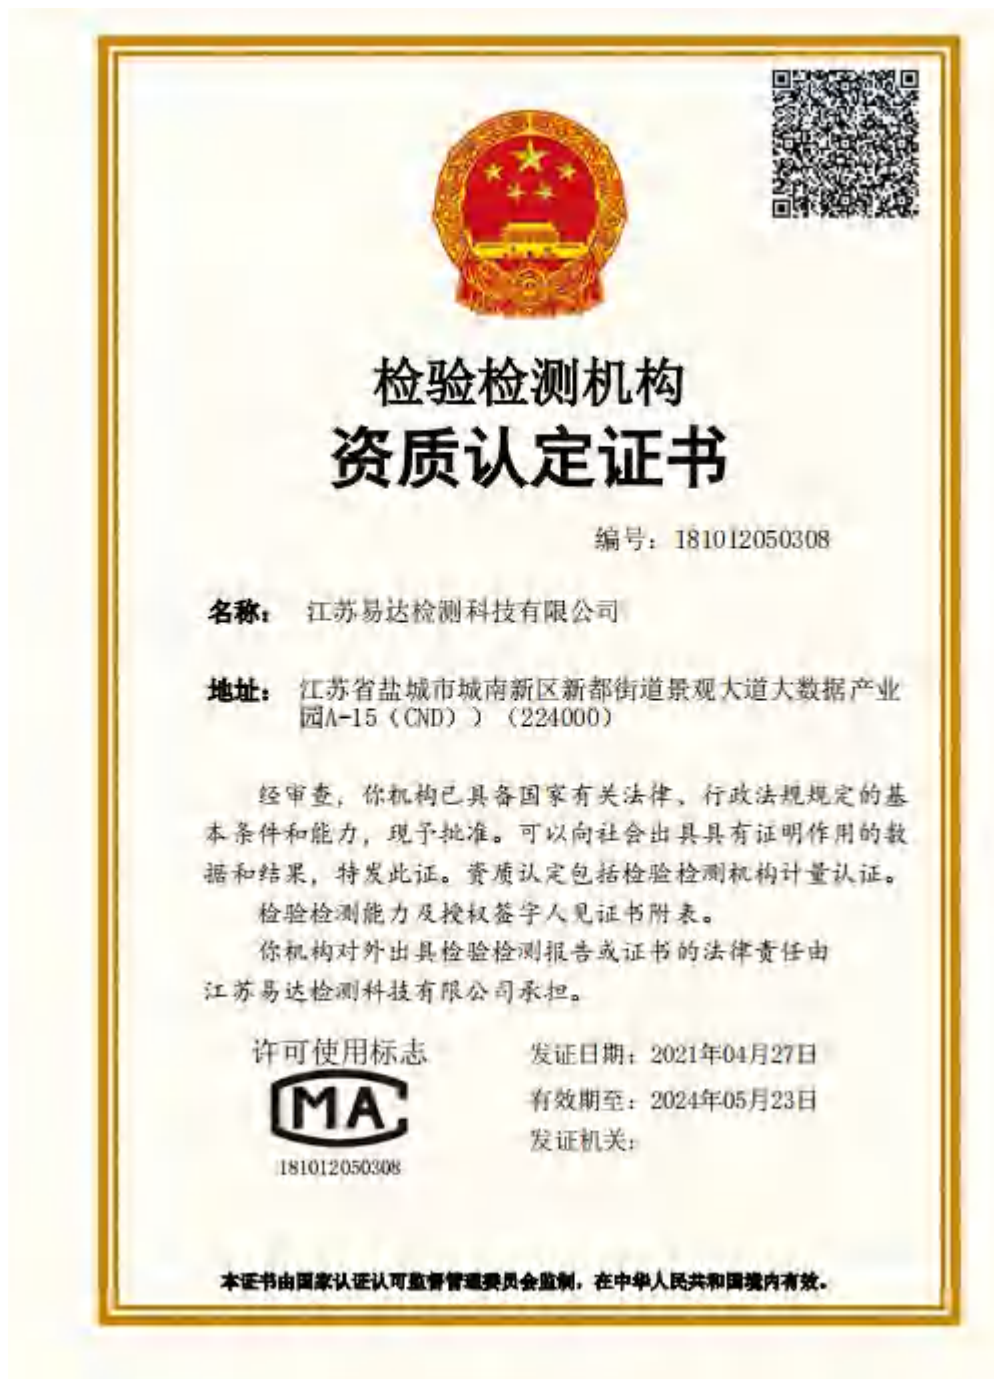 检验检测机构
资质认定证书
编号：181012050308
名称： 江苏易达检测科技有限公司
地址： 江苏省盐城市城南新区新都街道景观大道大数据产业
园A-15（CND））（224000）
经审查，你机构已具备国家有关法律、行政法规规定的基
本条件和能力，现予批准。可以向社会出具具有证明作用的数
据和结果，特发此证。资质认定包括检验检测机构计量认证。
检验检测能力及授权签字人见证书附表。
你机构对外出具检验检测报告或证书的法律责任由
江苏易达检测科技有限公司承担。
许可使用标志
MA
181012050308
发证日期：2021年04月27日
有效期至：2024年05月23日
发证机关：
本证书由国家认证认可监督管理委员会监制，在中华人民共和国境内有效。